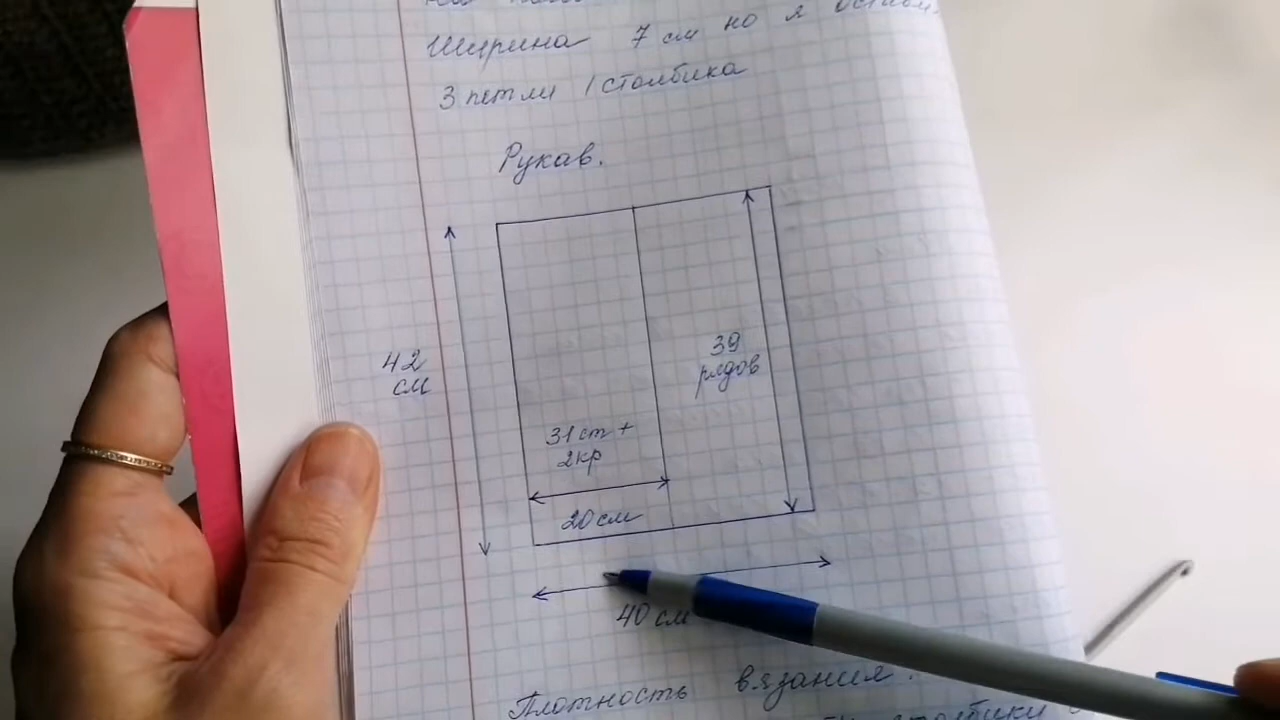 Ширина 7 см но я
3 петли 1 столбика
Рукав.
42
см
39
рядов
31 ст +
2кр
20 см
40 см
Плотность вязания.
столбики с